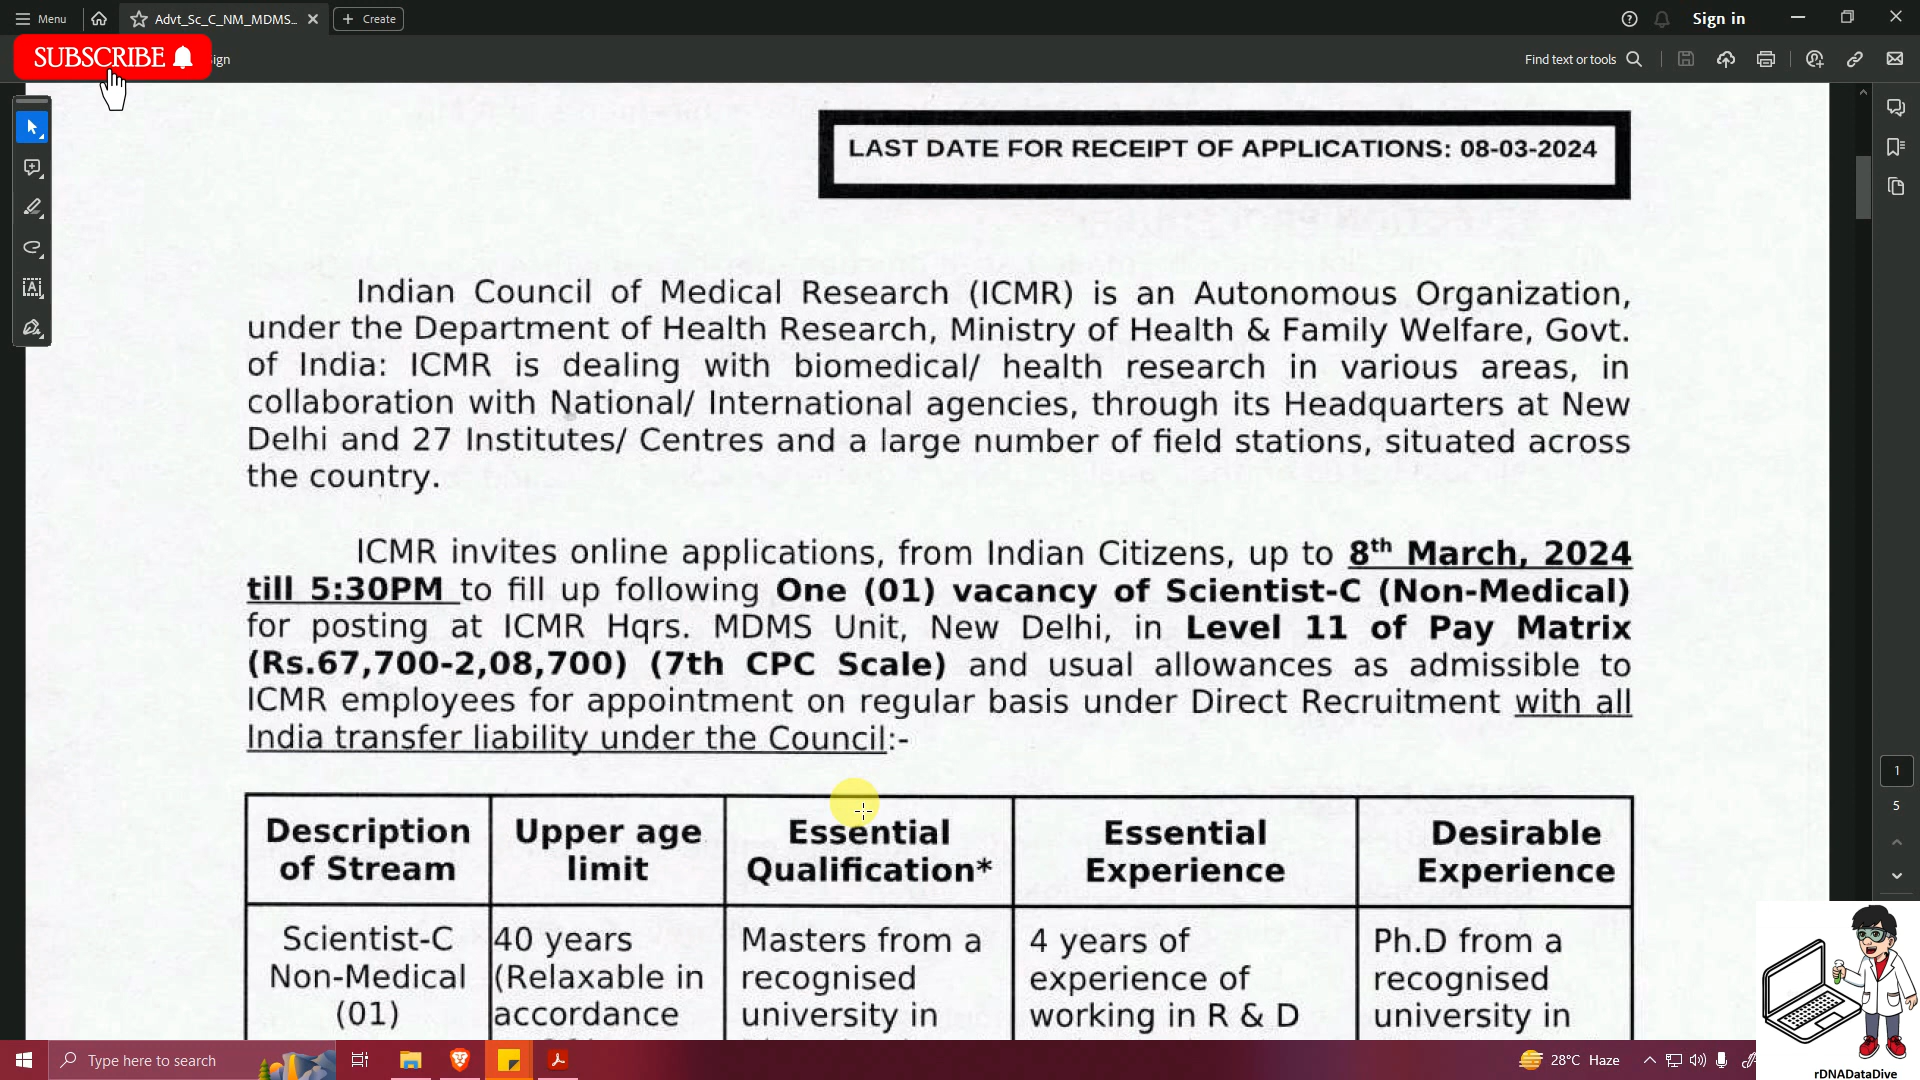 Menu
Advt_Sc_C_NM_MDMS...
Create
Sign in
SUBSCRIBE
ign
Find text or tools
LAST DATE FOR RECEIPT OF APPLICATIONS: 08-03-2024
Indian Council of Medical Research (ICMR) is an Autonomous Organization,
under the Department of Health Research, Ministry of Health & Family Welfare, Govt.
of India: ICMR is dealing with biomedical/ health research in various areas, in
collaboration with National/ International agencies, through its Headquarters at New
Delhi and 27 Institutes/ Centres and a large number of field stations, situated across
the country.
ICMR invites online applications, from Indian Citizens, up to 8th March, 2024
till 5:30PM to fill up following One (01) vacancy of Scientist-C (Non-Medical)
for posting at ICMR Hqrs. MDMS Unit, New Delhi, in Level 11 of Pay Matrix
(Rs.67,700-2,08,700) (7th CPC Scale) and usual allowances as admissible to
ICMR employees for appointment on regular basis under Direct Recruitment with all
India transfer liability under the Council:-
1
5
Description of Stream
Upper age limit
Essential Qualification*
Essential Experience
Desirable Experience
Scientist-C
Non-Medical
(01)
40 years
(Relaxable in
accordance
Masters from a
recognised
university in
4 years of
experience of
working in R & D
Ph.D from a
recognised
university in
Type here to search
28°C Haze
rDNADataDive